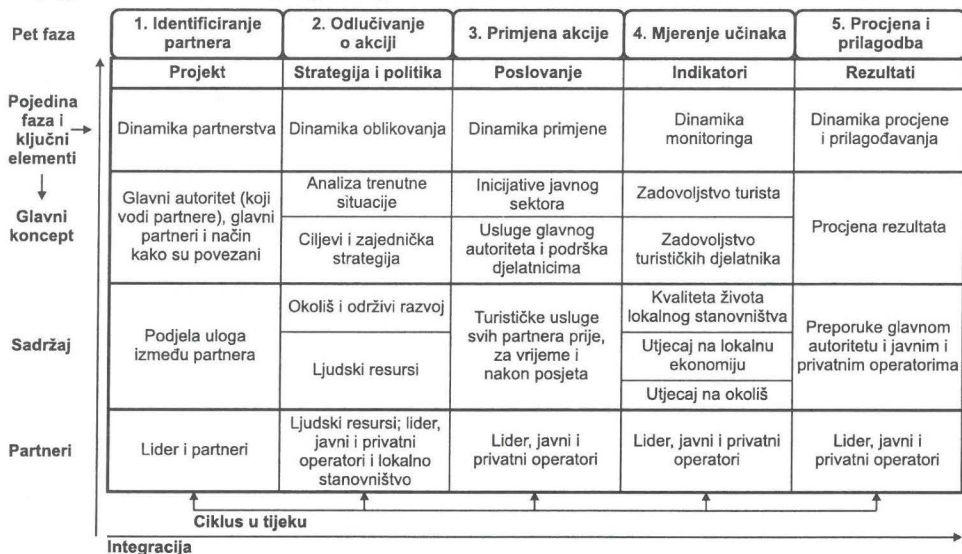 Pet faza
1. Identificiranje
partnera
2. Odlučivanje
o akciji
3. Primjena akcije
4. Mjerenje učinaka
5. Procjena i
prilagodba
Projekt
Strategija i politika
Poslovanje
Indikatori
Rezultati
Pojedina
faza i
ključni
elementi
Dinamika partnerstva
Dinamika oblikovanja
Dinamika primjene
Dinamika
monitoringa
Dinamika procjene
i prilagođavanja
Glavni
koncept
Glavni autoritet (koji
vodi partnere), glavni
partneri i način
kako su povezani
Analiza trenutne
situacije
Ciljevi i zajednička
strategija
Inicijative javnog
sektora
Usluge glavnog
autoriteta i podrška
djelatnicima
Zadovoljstvo turista
Zadovoljstvo
turističkih djelatnika
Procjena rezultata
Sadržaj
Podjela uloga
između partnera
Okoliš i održivi razvoj
Ljudski resursi
Turističke usluge
svih partnera prije,
za vrijeme i
nakon posjeta
Kvaliteta života
lokalnog stanovništva
Utjecaj na lokalnu
ekonomiju
Utjecaj na okoliš
Preporuke glavnom
autoritetu i javnim i
privatnim operatorima
Partneri
Lider i partneri
Ljudski resursi; lider,
javni i privatni
operatori i lokalno
stanovništvo
Lider, javni i
privatni operatori
Lider, javni i privatni
operatori
Lider, javni i
privatni operatori
Ciklus u tijeku
Integracija